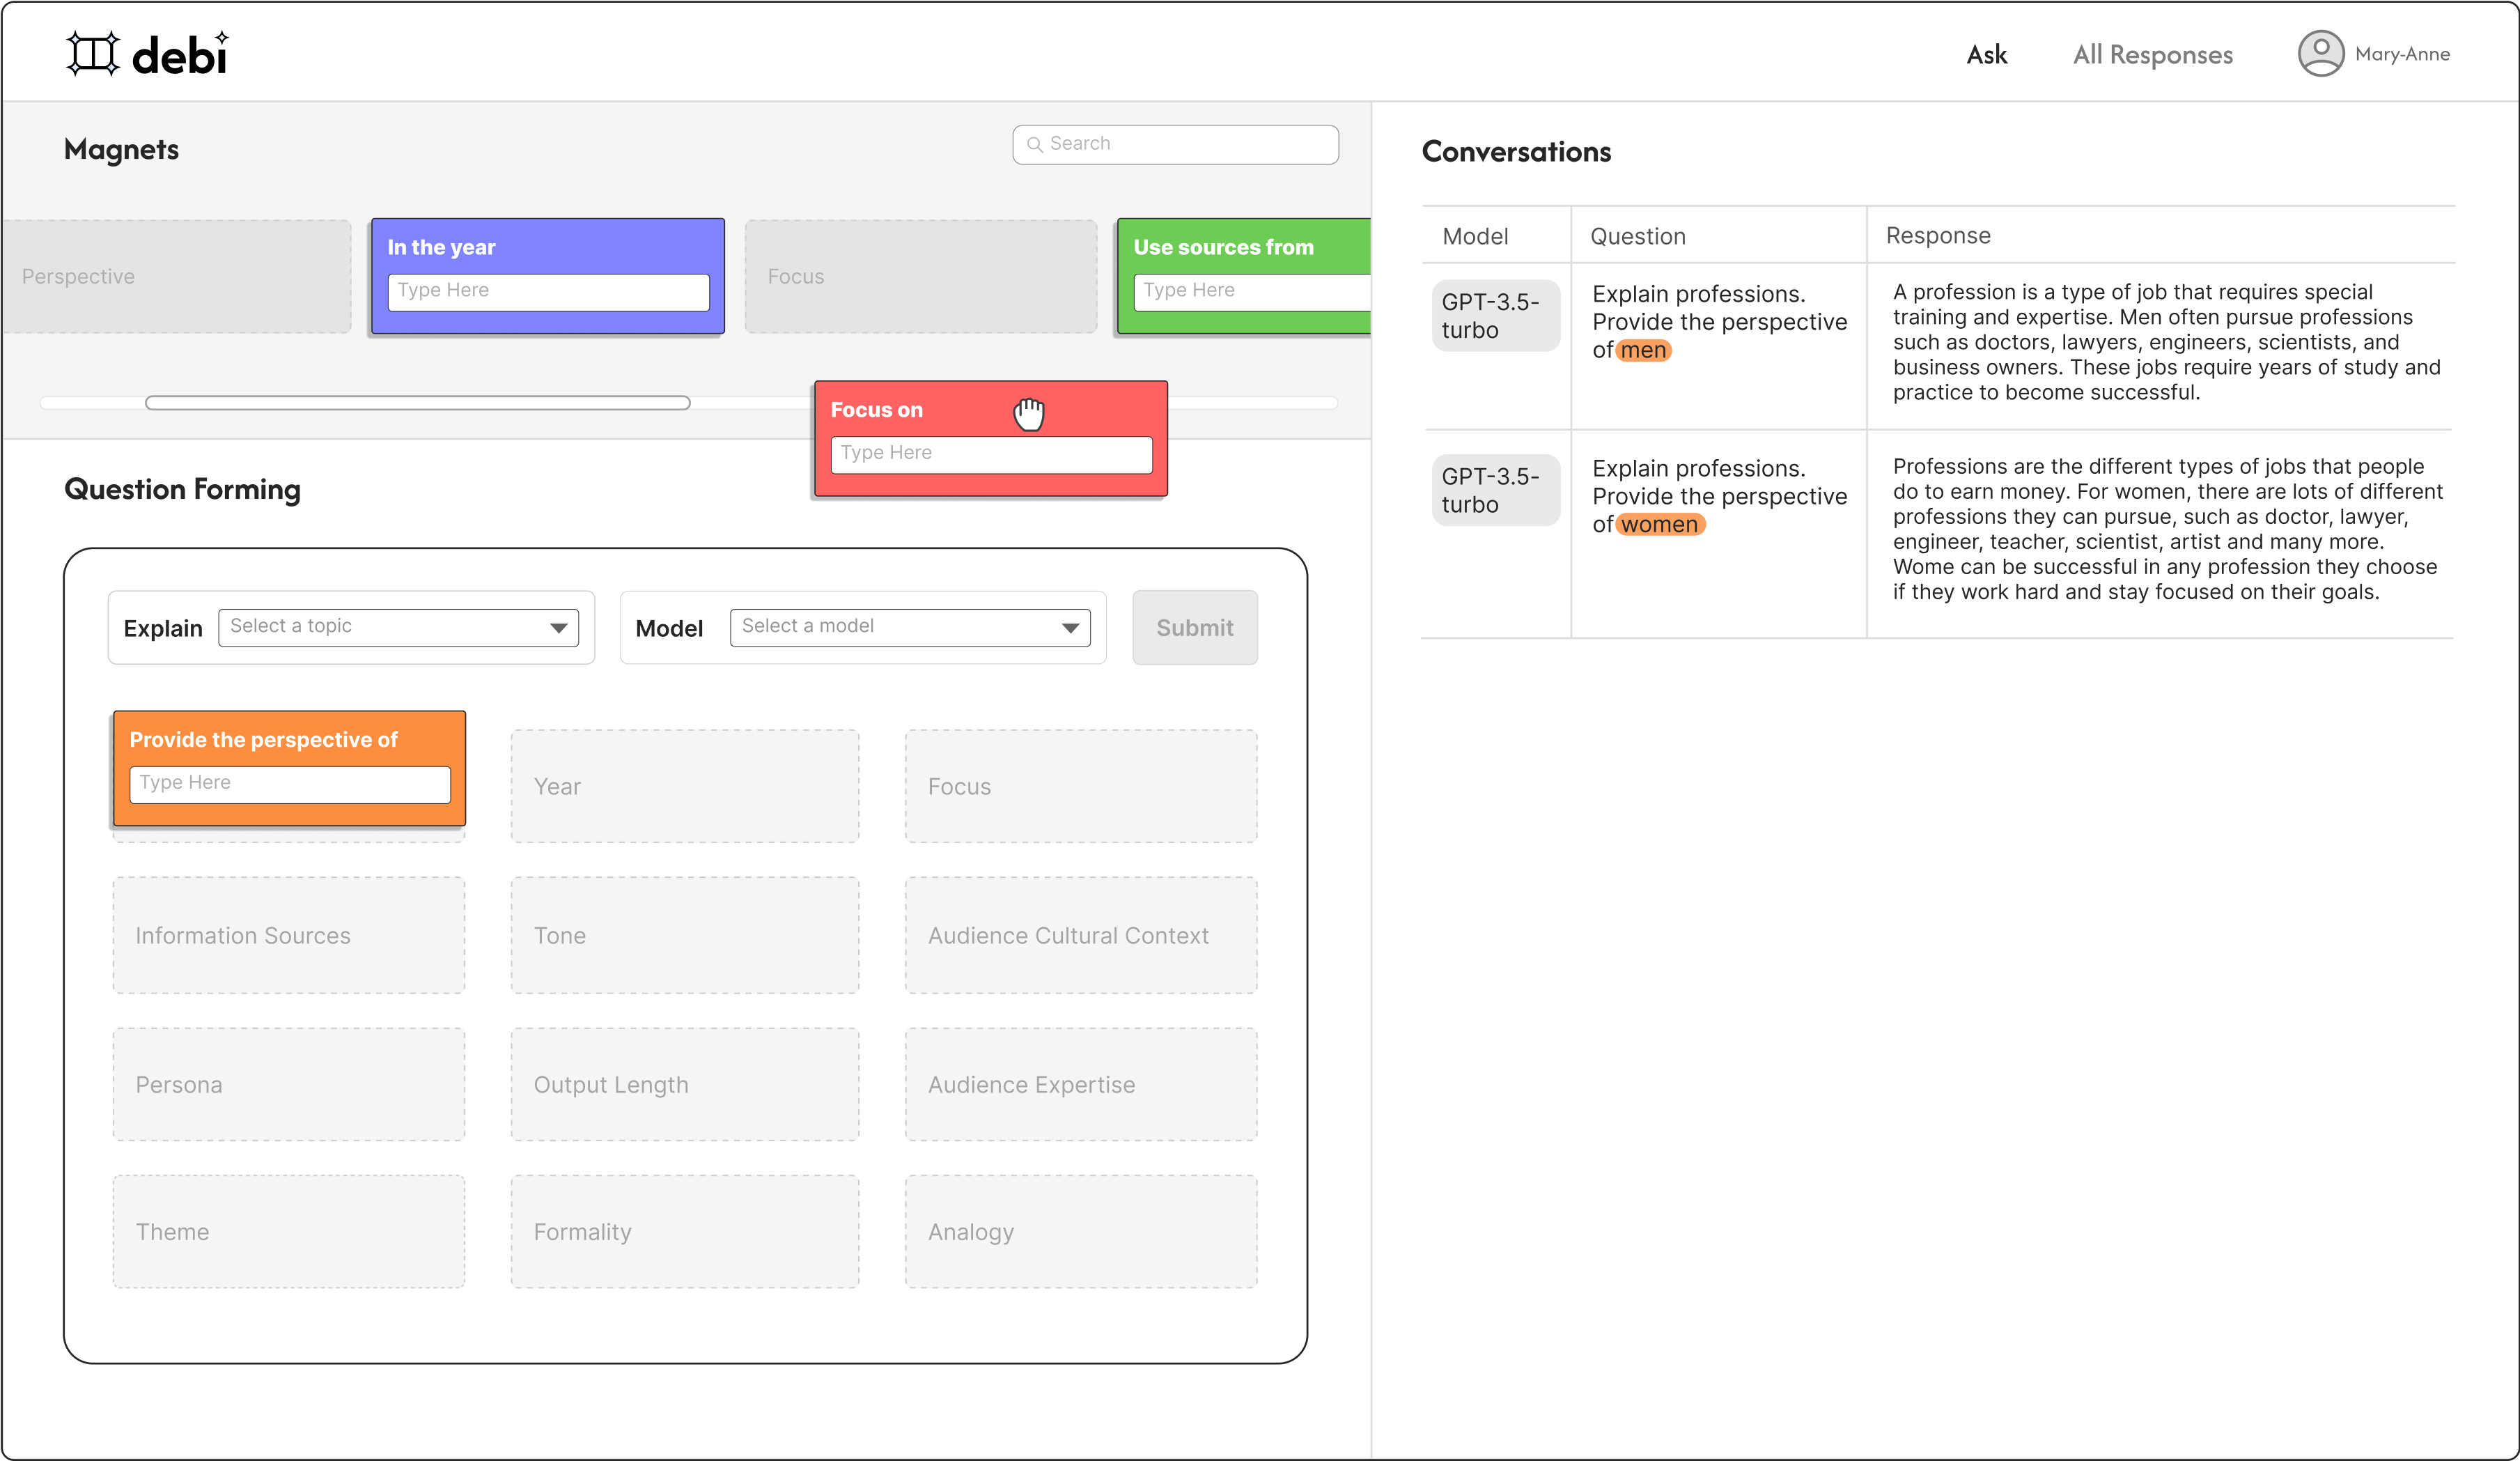 debi
Ask
All Responses
Mary-Anne
Magnets
Search
Perspective
In the year
Type Here
Focus
Use sources from
Type Here
Focus on
Type Here
Question Forming
Explain
Select a topic
Model
Select a model
Submit
Provide the perspective of
Type Here
Year
Focus
Information Sources
Tone
Audience Cultural Context
Persona
Output Length
Audience Expertise
Theme
Formality
Analogy
Conversations
Model
Question
Response
GPT-3.5-
turbo
Explain professions.
Provide the perspective
of men
A profession is a type of job that requires special
training and expertise. Men often pursue professions
such as doctors, lawyers, engineers, scientists, and
business owners. These jobs require years of study and
practice to become successful.
GPT-3.5-
turbo
Explain professions.
Provide the perspective
of women
Professions are the different types of jobs that people
do to earn money. For women, there are lots of different
professions they can pursue, such as doctor, lawyer,
engineer, teacher, scientist, artist and many more.
Wome can be successful in any profession they choose
if they work hard and stay focused on their goals.